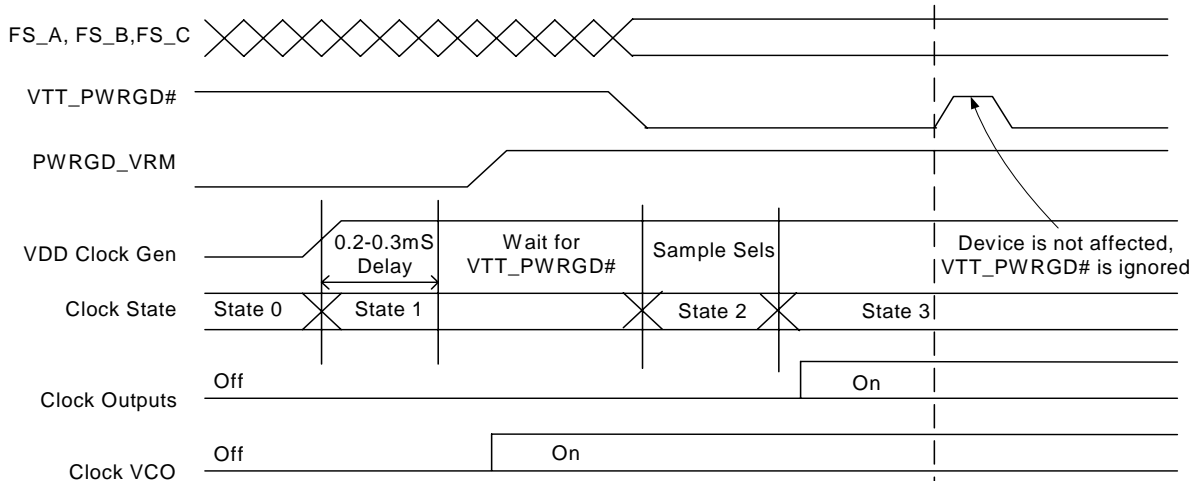 FS_A, FS_B,FS_C
VTT_PWRGD#
PWRGD_VRM
VDD Clock Gen
0.2-0.3mS
Delay
Wait for
VTT_PWRGD#
Sample Sels
Device is not affected,
VTT_PWRGD# is ignored
Clock State
State 0
State 1
State 2
State 3
Clock Outputs
Off
On
Clock VCO
Off
On